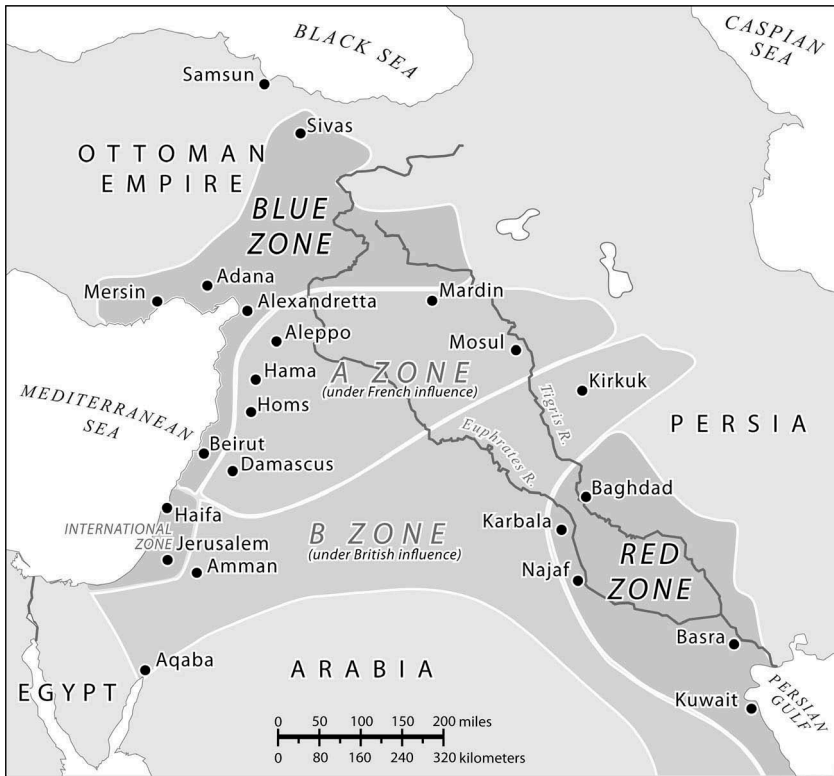 BLACK SEA
CASPIAN
SEA
Samsun
Sivas
OTTOMAN
EMPIRE
BLUE
ZONE
Adana
Mersin
Alexandretta
Mardin
Aleppo
Mosul
Hama
A ZONE
(under French influence)
Kirkuk
Homs
MEDITERRANEAN
SEA
Tigris R.
PERSIA
Euphrates R.
Beirut
Damascus
Baghdad
Haifa
INTERNATIONAL
ZONE
B ZONE
(under British influence)
Karbala
Jerusalem
Amman
RED
ZONE
Najaf
Basra
Aqaba
ARABIA
EGYPT
PERSIAN
GULF
Kuwait
0 50 100 150 200 miles
0 80 160 240 320 kilometers